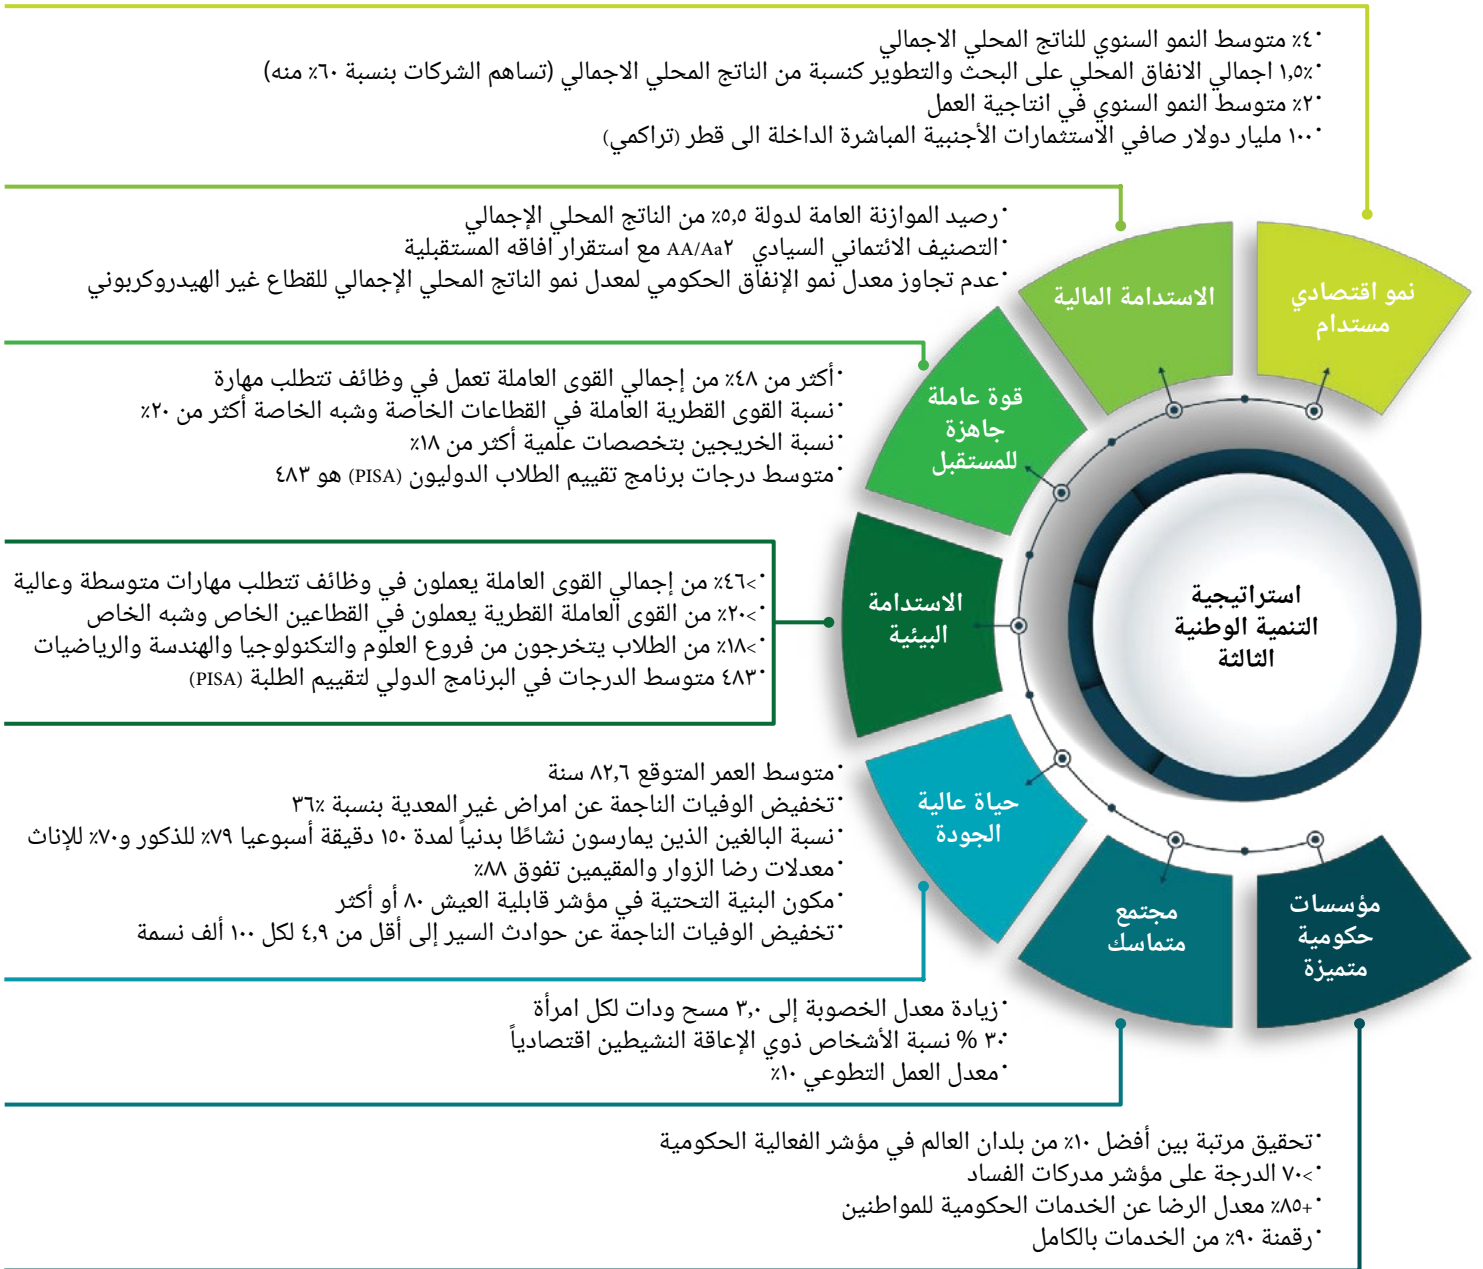 •٤٪ متوسط النمو السنوي للناتج المحلي الاجمالي
•١,٥٪ اجمالي الانفاق المحلي على البحث والتطوير كنسبة من الناتج المحلي الاجمالي (تساهم الشركات بنسبة ٦٠٪ منه)
•٢٪ متوسط النمو السنوي في انتاجية العمل
•١٠٠ مليار دولار صافي الاستثمارات الأجنبية المباشرة الداخلة الى قطر (تراكمي)
نمو اقتصادي
مستدام
•رصيد الموازنة العامة لدولة ٥,٥٪ من الناتج المحلي الإجمالي
•التصنيف الائتماني السيادي AA/Aa٢ مع استقرار افاقه المستقبلية
•عدم تجاوز معدل نمو الإنفاق الحكومي لمعدل نمو الناتج المحلي الإجمالي للقطاع غير الهيدروكربوني
الاستدامة المالية
•أكثر من ٤٨٪ من إجمالي القوى العاملة تعمل في وظائف تتطلب مهارة
•نسبة القوى القطرية العاملة في القطاعات الخاصة وشبه الخاصة أكثر من ٢٠٪
•نسبة الخريجين بتخصصات علمية أكثر من ١٨٪
•متوسط درجات برنامج تقييم الطلاب الدوليون (PISA) هو ٤٨٣
قوة عاملة
جاهزة
للمستقبل
•>٤٦٪ من إجمالي القوى العاملة يعملون في وظائف تتطلب مهارات متوسطة وعالية
•>٢٠٪ من القوى العاملة القطرية يعملون في القطاعين الخاص وشبه الخاص
•>١٨٪ من الطلاب يتخرجون من فروع العلوم والتكنولوجيا والهندسة والرياضيات
•٤٨٣ متوسط الدرجات في البرنامج الدولي لتقييم الطلبة (PISA)
الاستدامة
البيئية
استراتيجية
التنمية الوطنية
الثالثة
•متوسط العمر المتوقع ٨٢,٦ سنة
•تخفيض الوفيات الناجمة عن امراض غير المعدية بنسبة ٣٦٪
•نسبة البالغين الذين يمارسون نشاطًا بدنياً لمدة ١٥٠ دقيقة أسبوعيا ٧٩٪ للذكور و٧٠٪ للإناث
•معدلات رضا الزوار والمقيمين تفوق ٨٨٪
•مكون البنية التحتية في مؤشر قابلية العيش ٨٠ أو أكثر
•تخفيض الوفيات الناجمة عن حوادث السير إلى أقل من ٤,٩ لكل ١٠٠ ألف نسمة
حياة عالية
الجودة
•زيادة معدل الخصوبة إلى ٣,٠ مسح ودات لكل امرأة
•٣٠ % نسبة الأشخاص ذوي الإعاقة النشيطين اقتصادياً
•معدل العمل التطوعي ١٠٪
مجتمع
متماسك
•تحقيق مرتبة بين أفضل ١٠٪ من بلدان العالم في مؤشر الفعالية الحكومية
•>٧٠ الدرجة على مؤشر مدركات الفساد
•+٨٥٪ معدل الرضا عن الخدمات الحكومية للمواطنين
•رقمنة ٩٠٪ من الخدمات بالكامل
مؤسسات
حكومية
متميزة